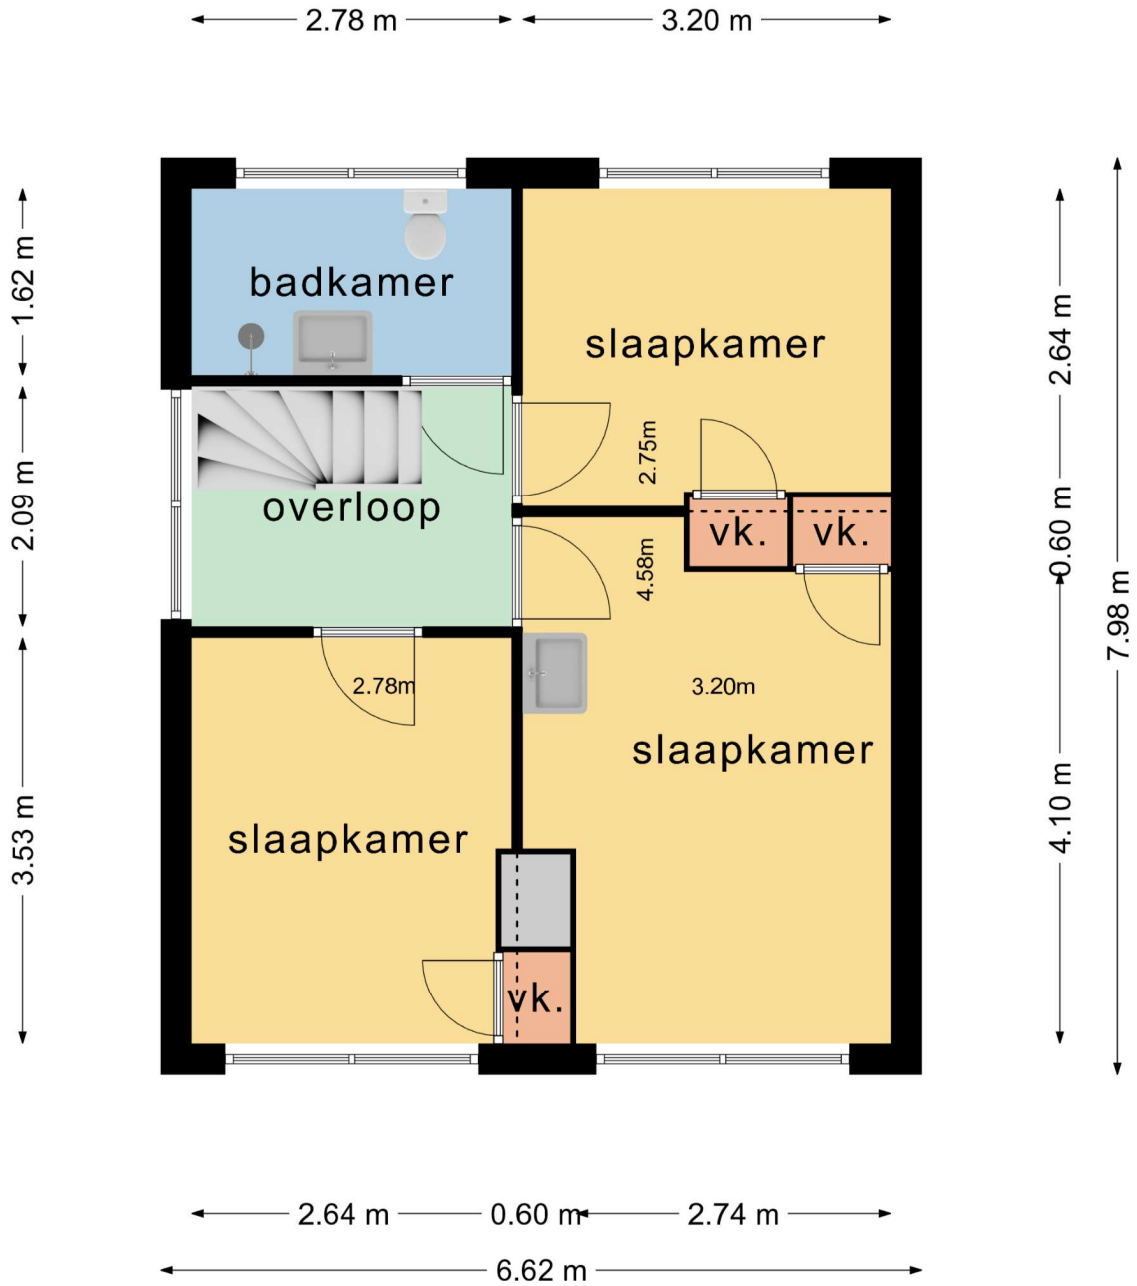 2.78 m
3.20 m
1.62 m
badkamer
slaapkamer
2.64 m
2.75m
2.09 m
overloop
vk.
vk.
0.60 m
4.58m
7.98 m
2.78m
3.20m
slaapkamer
3.53 m
slaapkamer
4.10 m
vk.
2.64 m
0.60 m
2.74 m
6.62 m